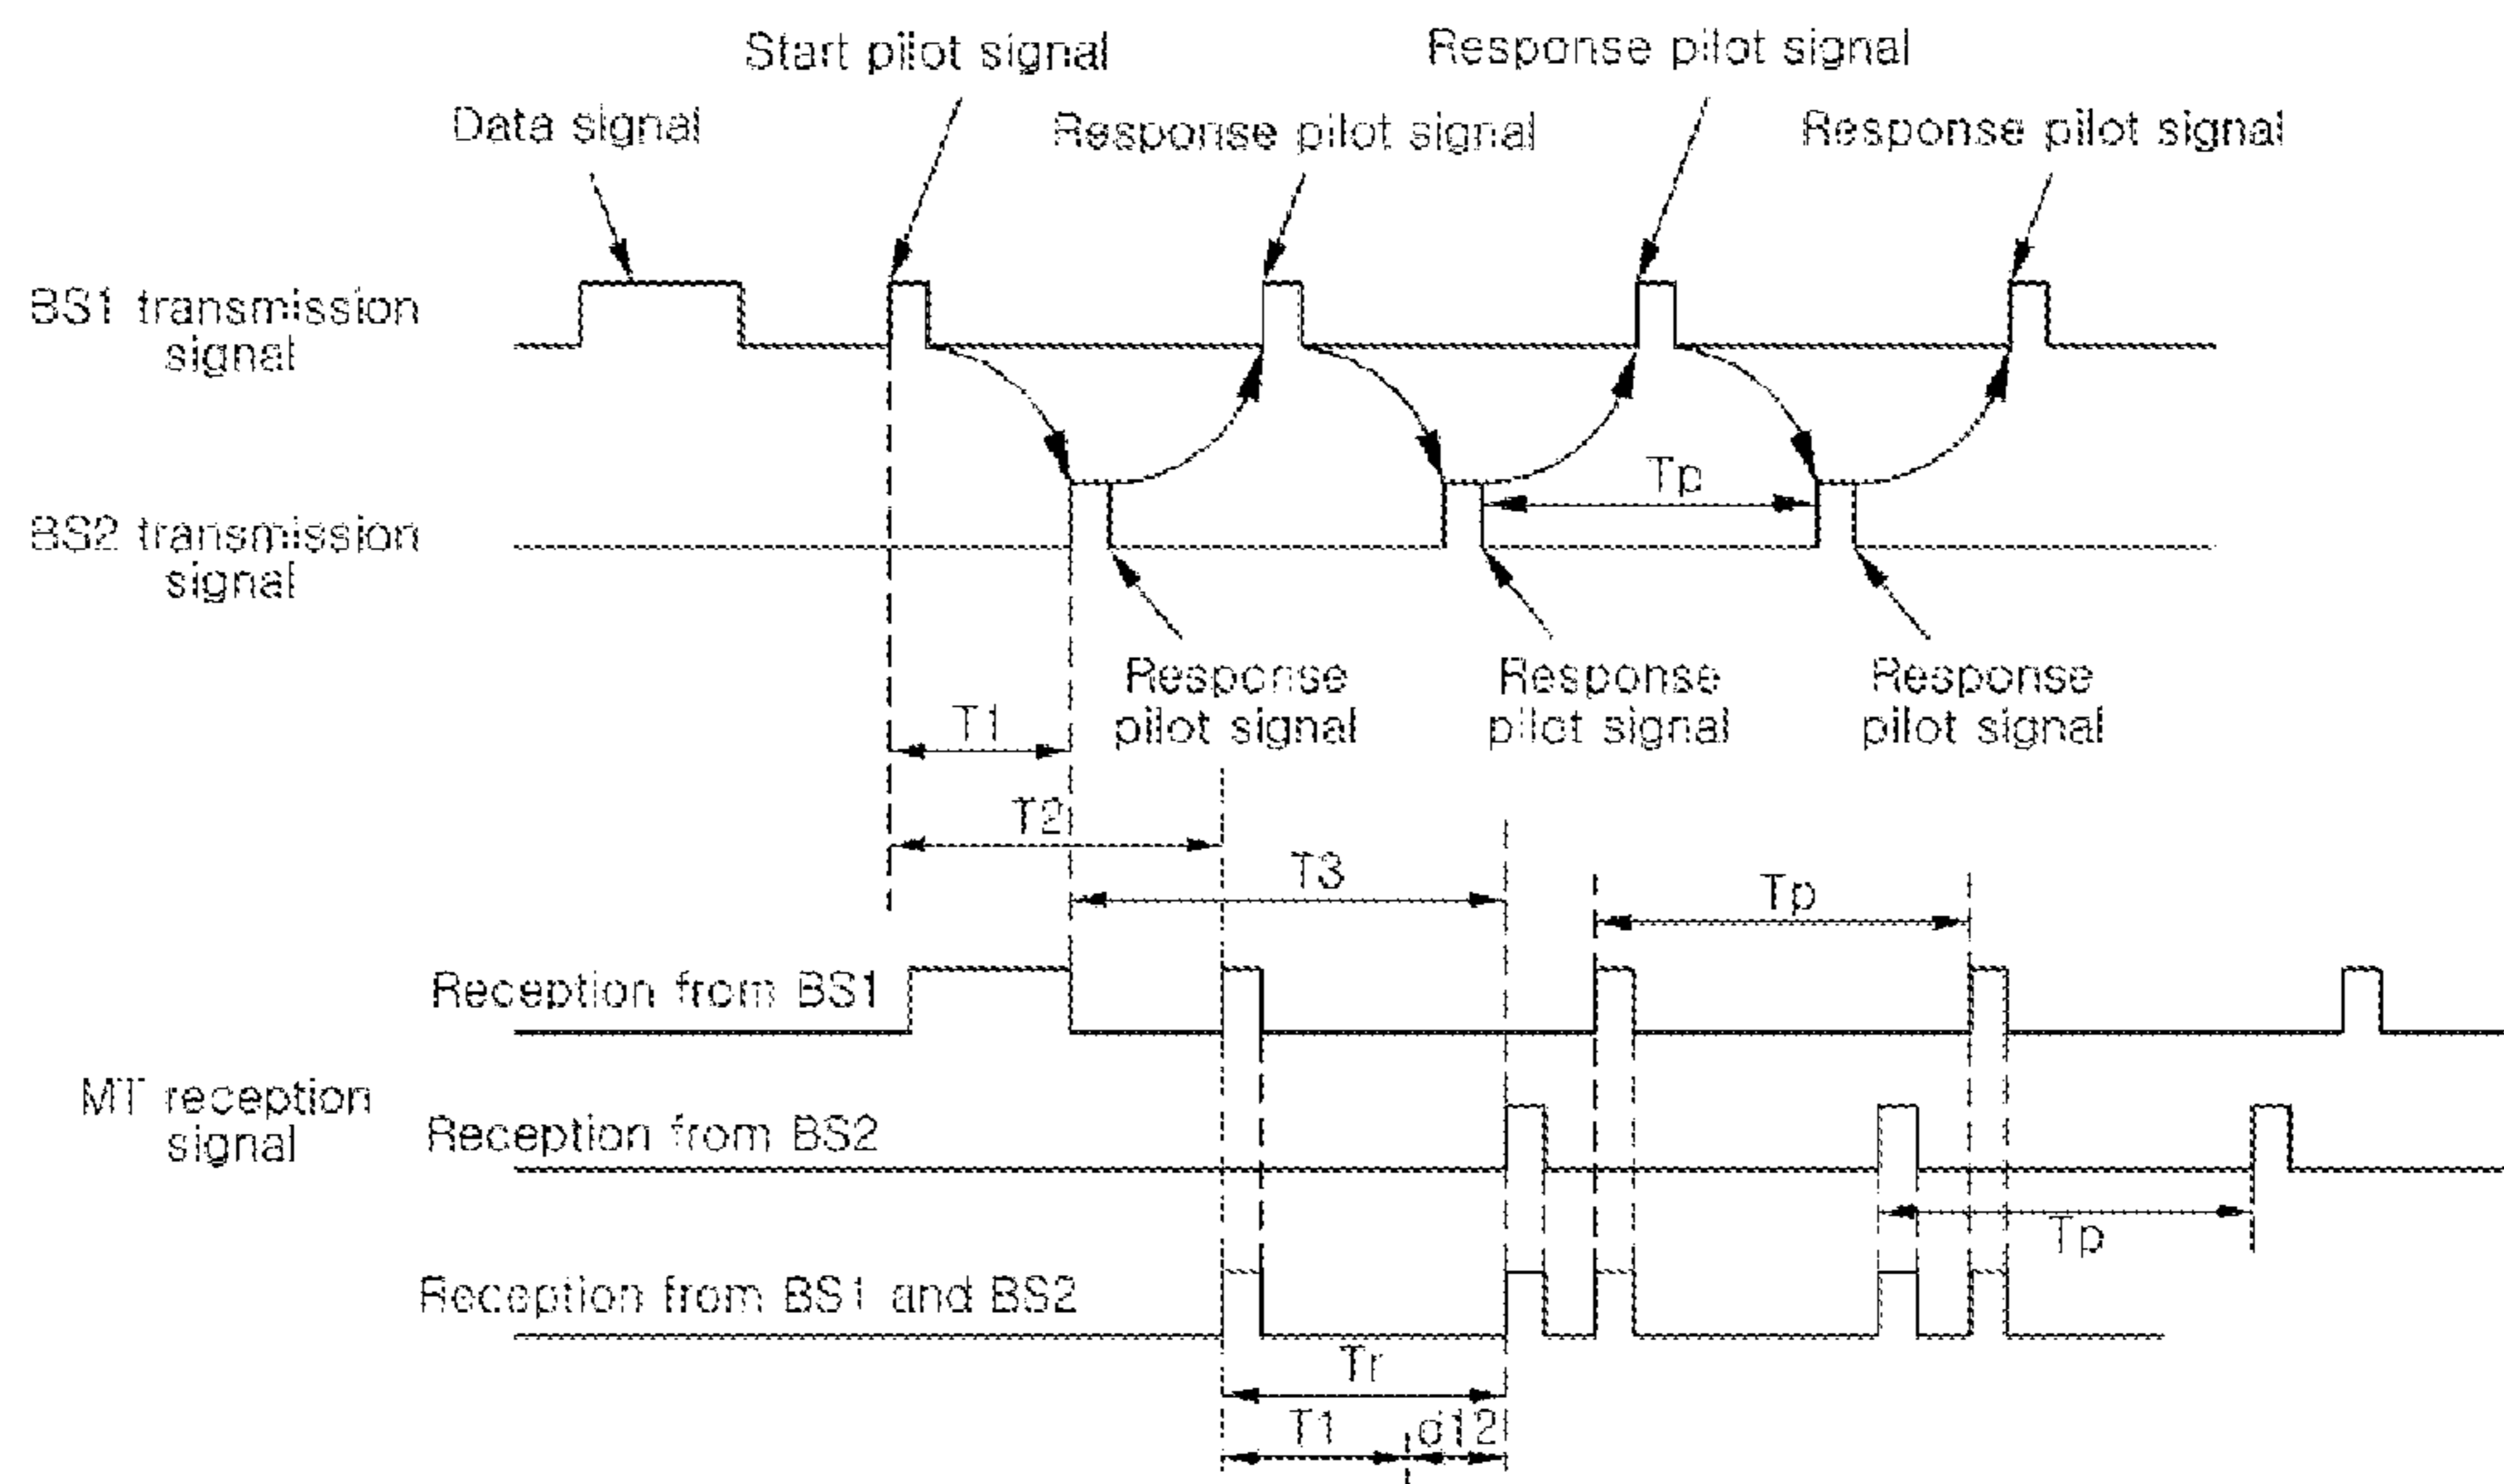 Start pilot signal
Response pilot signal
Data signal
Response pilot signal
Response pilot signal
BS1 transmission
signal
Tp
BS2 transmission
signal
Response
pilot signal
Response
pilot signal
Response
pilot signal
T1
T2
T3
Tp
Reception from BS1
MT reception
signal
Reception from BS2
Tp
Reception from BS1 and BS2
Tr
T1
d12